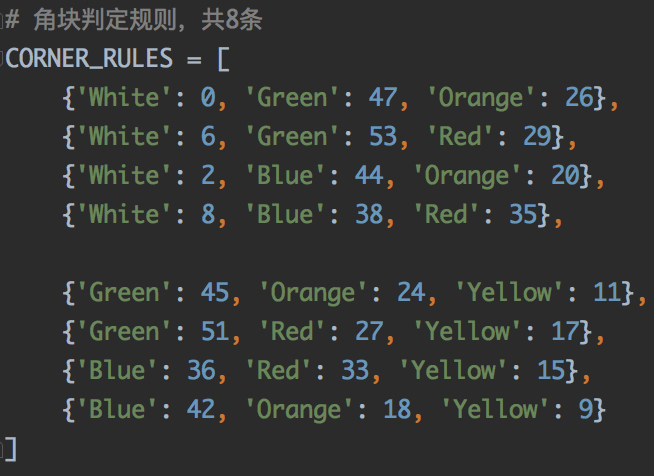 # 角块判定规则，共8条
CORNER_RULES = [
{'White': 0, 'Green': 47, 'Orange': 26},
{'White': 6, 'Green': 53, 'Red': 29},
{'White': 2, 'Blue': 44, 'Orange': 20},
{'White': 8, 'Blue': 38, 'Red': 35},
{'Green': 45, 'Orange': 24, 'Yellow': 11},
{'Green': 51, 'Red': 27, 'Yellow': 17},
{'Blue': 36, 'Red': 33, 'Yellow': 15},
{'Blue': 42, 'Orange': 18, 'Yellow': 9}
]